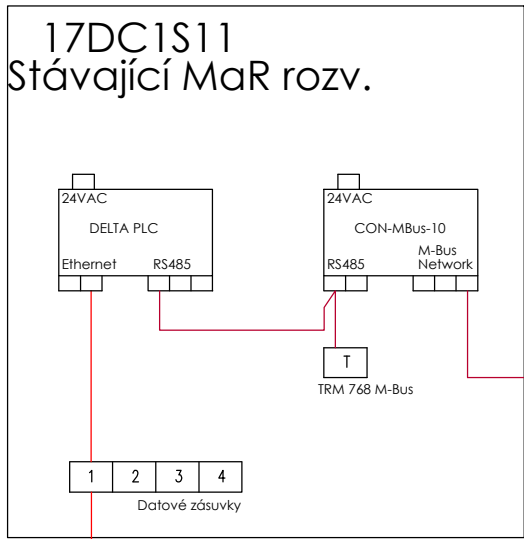 17DC1S11
Stávající MaR rozv.
24VAC
DELTA PLC
Ethernet
RS485
24VAC
CON-MBus-10
RS485
M-Bus
Network
T
TRM 768 M-Bus
1 2 3 4
Datové zásuvky